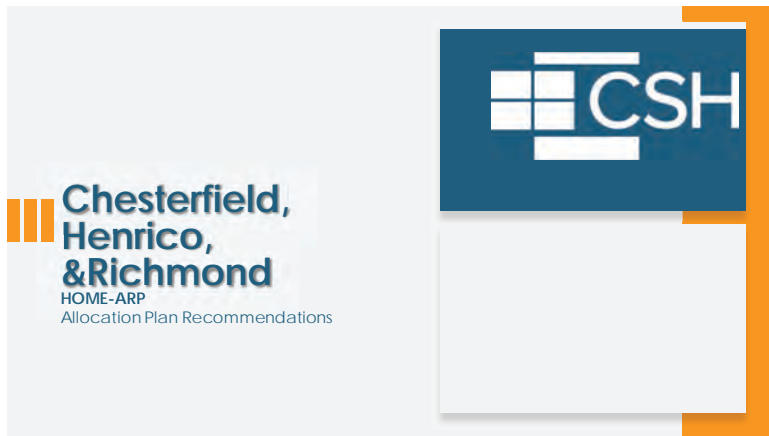 CSH
Chesterfield,
Henrico,
&Richmond
HOME-ARP
Allocation Plan Recommendations